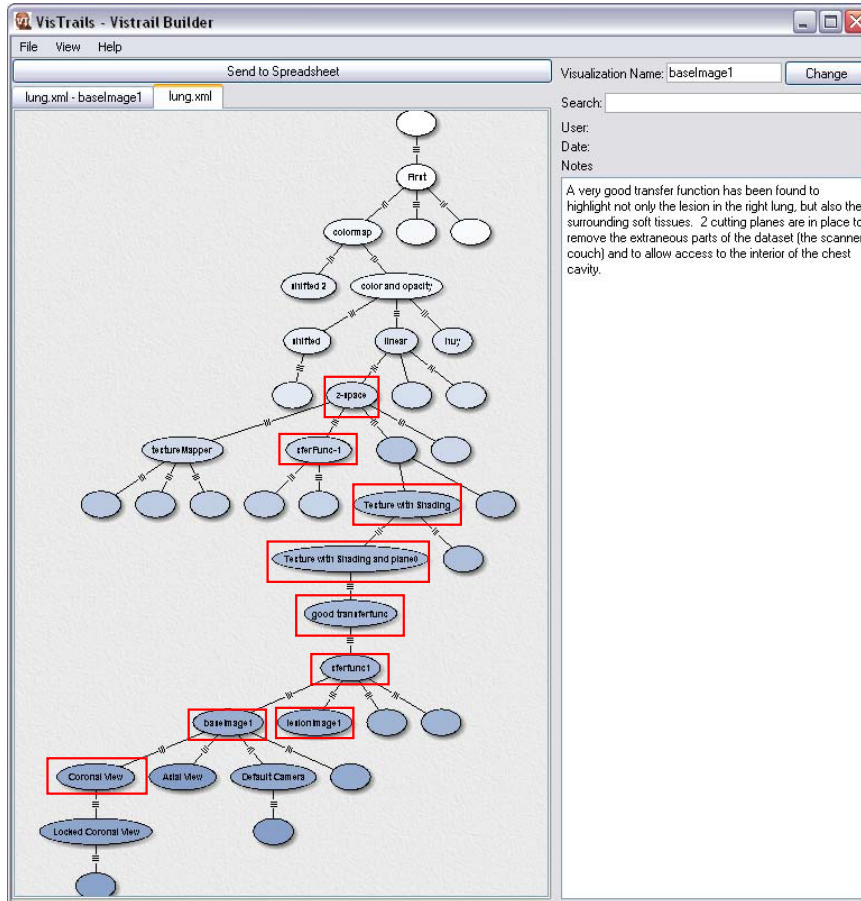 VisTrails - Vistrail Builder
File View Help
Send to Spreadsheet
Visualization Name: baseImage1 Change
lung.xml - baseImage1 lung.xml
Search:
User:
Date:
Notes
A very good transfer function has been found to
highlight not only the lesion in the right lung, but also the
surrounding soft tissues. 2 cutting planes are in place to
remove the extraneous parts of the dataset (the scanner
couch) and to allow access to the interior of the chest
cavity.
First
colormap
shifted 2 color and opacity
shifted linear huy
z-space
textureMapper xferFunc-1
Texture with Shading
Texture with Shading and plane0
good transferfunc
xferfunc1
baseImage1 lesionImage1
Coronal View Axial View Default Camera
Locked Coronal View